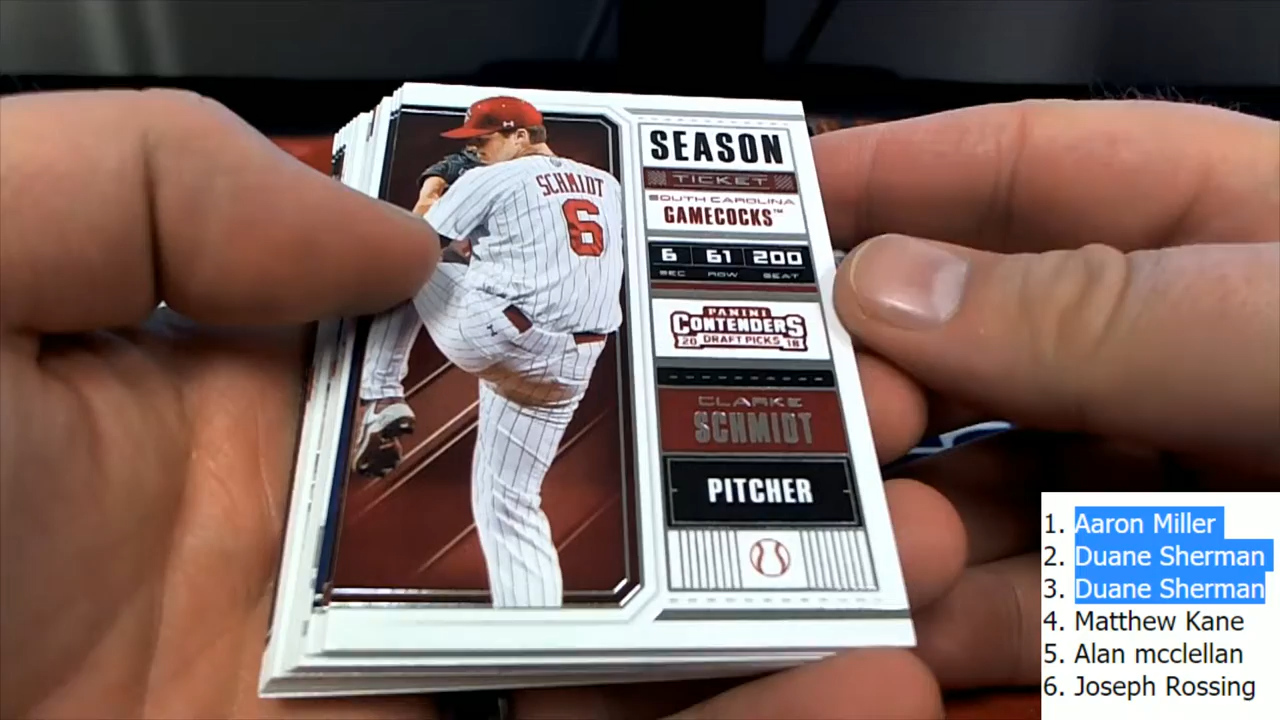 SCHMIDT
6
SEASON
TICKET
SOUTH CAROLINA
GAMECOCKS™
6 61 200
SEC ROW SEAT
PANINI
CONTENDERS
20 DRAFT PICKS 18
CLARKE
SCHMIDT
PITCHER
1. Aaron Miller
2. Duane Sherman
3. Duane Sherman
4. Matthew Kane
5. Alan mcclellan
6. Joseph Rossing